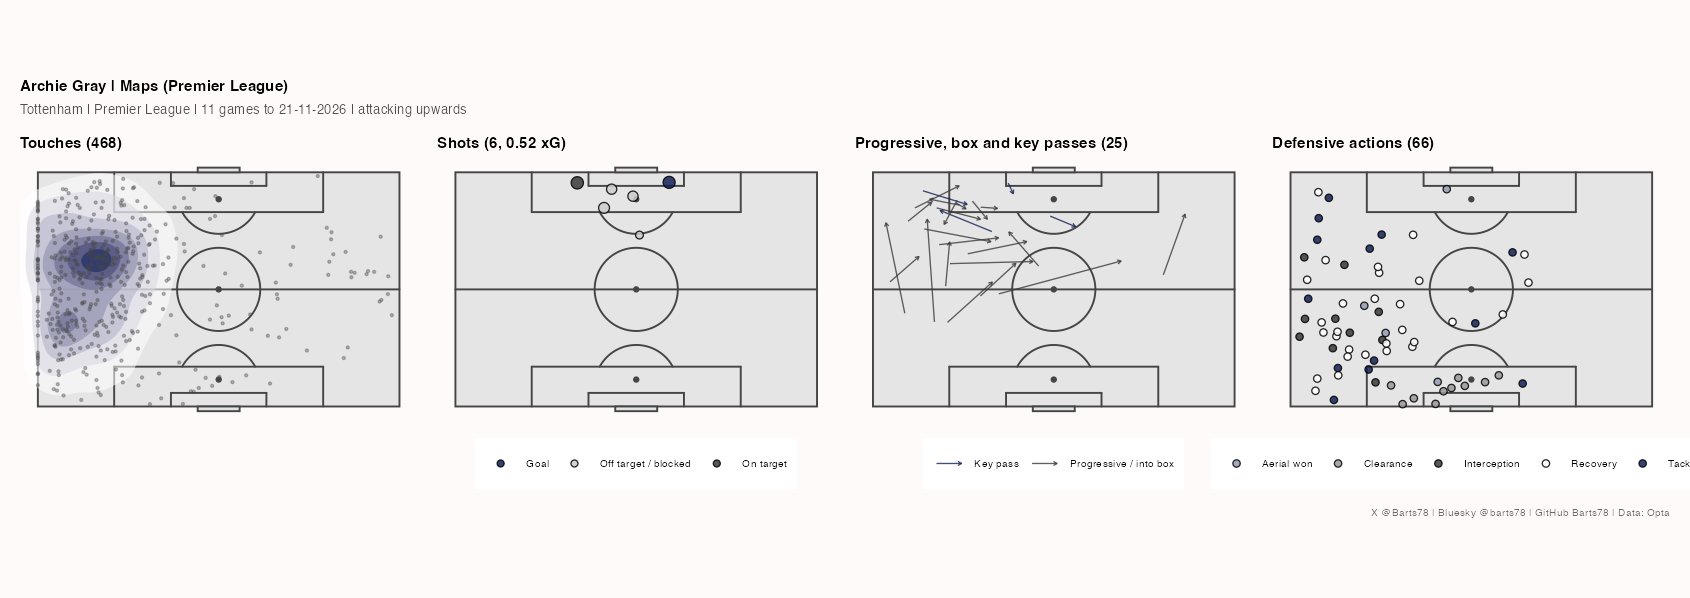 Archie Gray | Maps (Premier League)
Tottenham | Premier League | 11 games to 21-11-2026 | attacking upwards
Touches (468)
Shots (6, 0.52 xG)
Progressive, box and key passes (25)
Defensive actions (66)
Goal
Off target / blocked
On target
Key pass
Progressive / into box
Aerial won
Clearance
Interception
Recovery
Tack
X @Barts78 | Bluesky @barts78 | GitHub Barts78 | Data: Opta